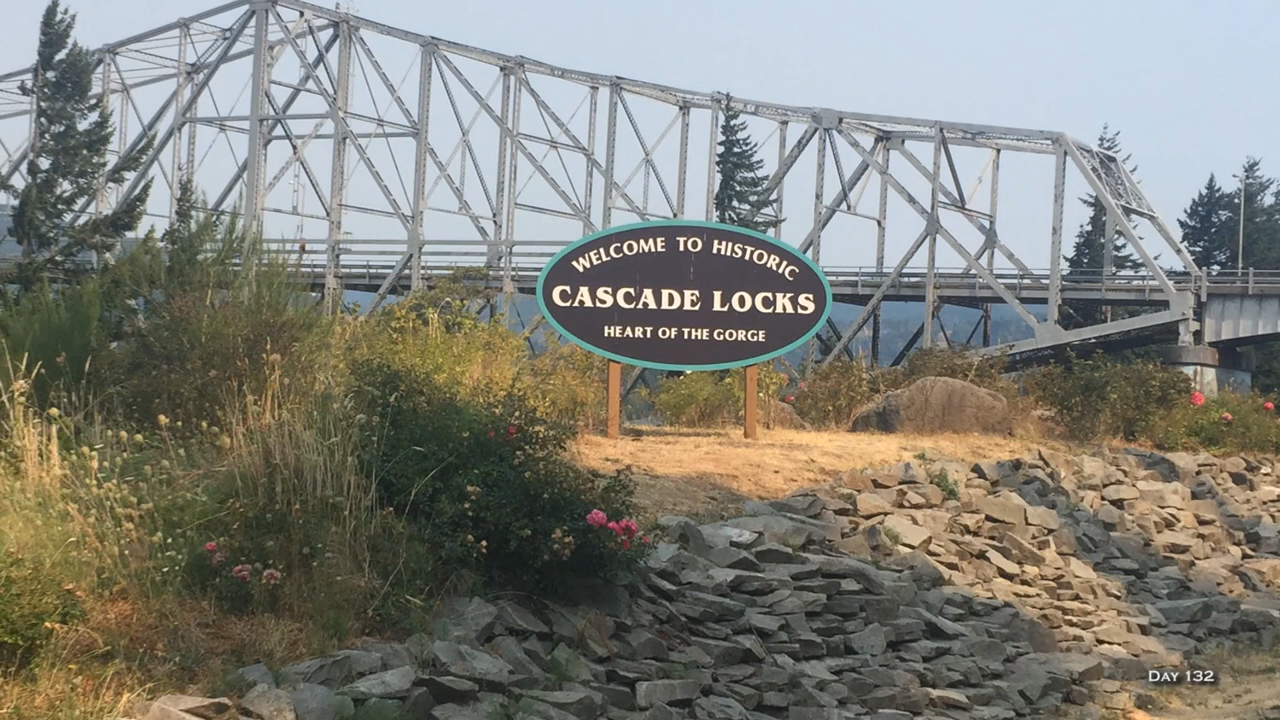 WELCOME TO HISTORIC
CASCADE LOCKS
HEART OF THE GORGE
DAY 132